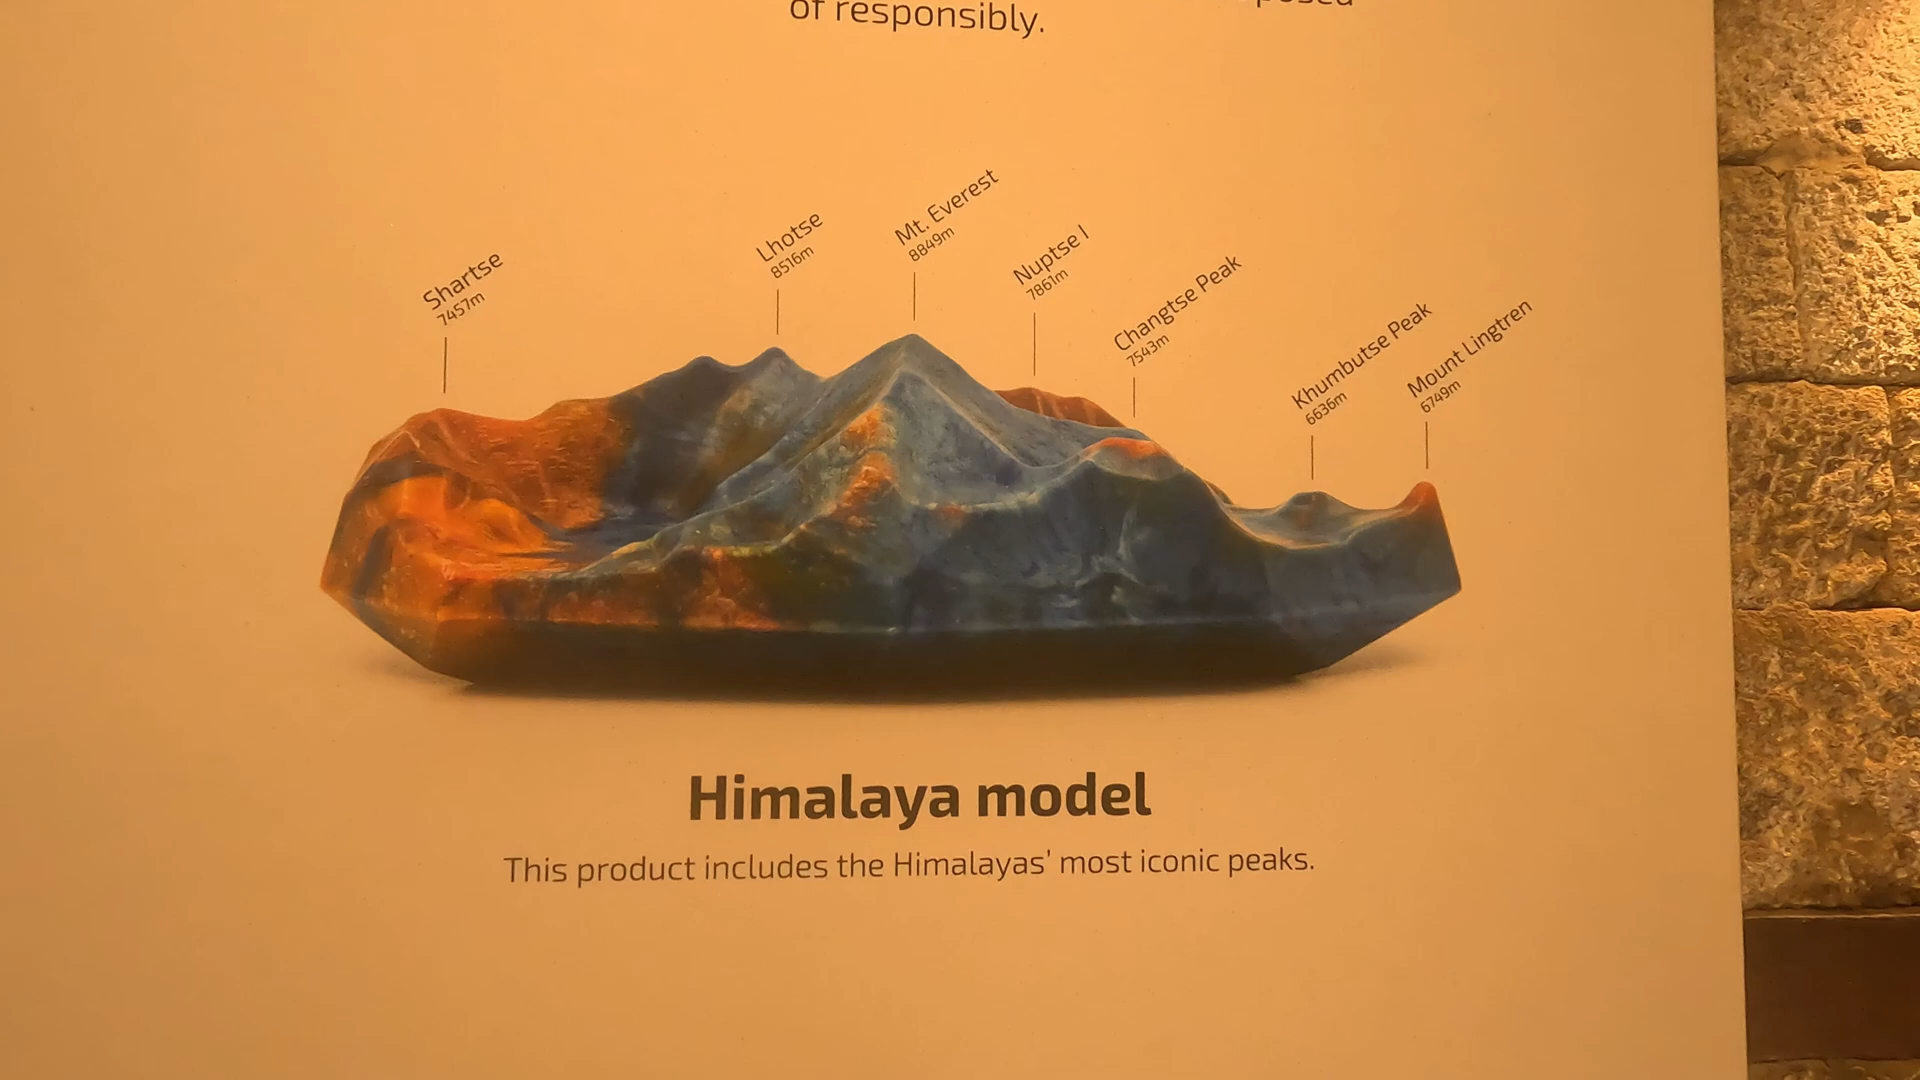 of responsibly.
Shartse
7457m
Lhotse
8516m
Mt. Everest
8849m
Nuptse I
7861m
Changtse Peak
7543m
Khumbutse Peak
6636m
Mount Lingtren
6749m
Himalaya model
This product includes the Himalayas' most iconic peaks.